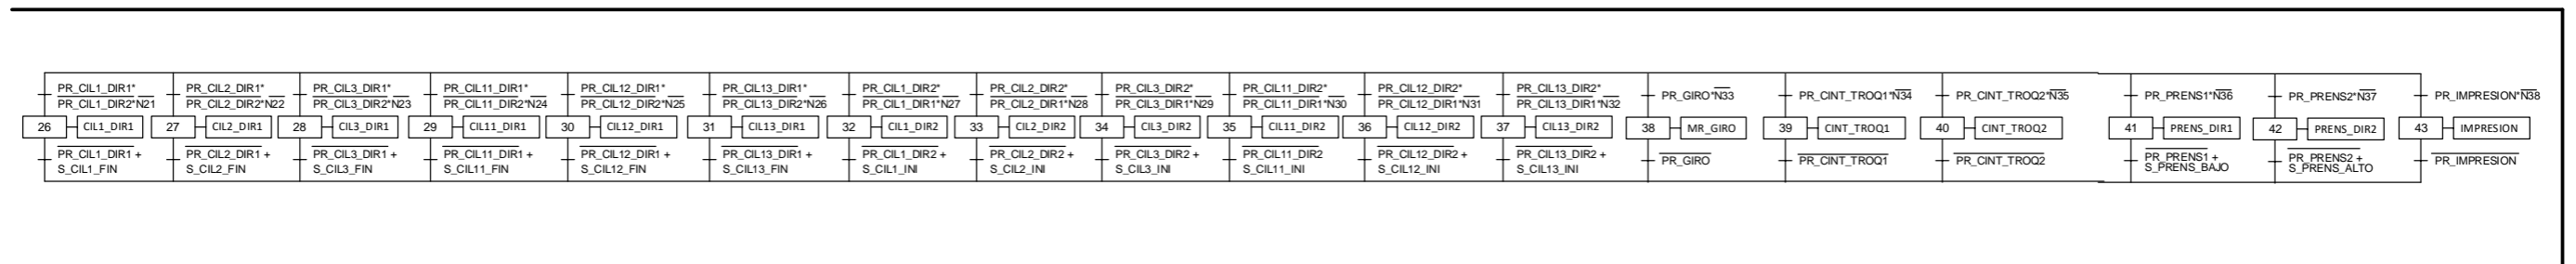 PR_CIL1_DIR1*
PR_CIL1_DIR2*N21
26 CIL1_DIR1
PR_CIL1_DIR1 +
S_CIL1_FIN
PR_CIL2_DIR1*
PR_CIL2_DIR2*N22
27 CIL2_DIR1
PR_CIL2_DIR1 +
S_CIL2_FIN
PR_CIL3_DIR1*
PR_CIL3_DIR2*N23
28 CIL3_DIR1
PR_CIL3_DIR1 +
S_CIL3_FIN
PR_CIL11_DIR1*
PR_CIL11_DIR2*N24
29 CIL11_DIR1
PR_CIL11_DIR1 +
S_CIL11_FIN
PR_CIL12_DIR1*
PR_CIL12_DIR2*N25
30 CIL12_DIR1
PR_CIL12_DIR1 +
S_CIL12_FIN
PR_CIL13_DIR1*
PR_CIL13_DIR2*N26
31 CIL13_DIR1
PR_CIL13_DIR1 +
S_CIL13_FIN
PR_CIL1_DIR2*
PR_CIL1_DIR1*N27
32 CIL1_DIR2
PR_CIL1_DIR2 +
S_CIL1_INI
PR_CIL2_DIR2*
PR_CIL2_DIR1*N28
33 CIL2_DIR2
PR_CIL2_DIR2 +
S_CIL2_INI
PR_CIL3_DIR2*
PR_CIL3_DIR1*N29
34 CIL3_DIR2
PR_CIL3_DIR2 +
S_CIL3_INI
PR_CIL11_DIR2*
PR_CIL11_DIR1*N30
35 CIL11_DIR2
PR_CIL11_DIR2
S_CIL11_INI
PR_CIL12_DIR2*
PR_CIL12_DIR1*N31
36 CIL12_DIR2
PR_CIL12_DIR2 +
S_CIL12_INI
PR_CIL13_DIR2*
PR_CIL13_DIR1*N32
37 CIL13_DIR2
PR_CIL13_DIR2 +
S_CIL13_INI
PR_GIRO*N33
38 MR_GIRO
PR_GIRO
PR_CINT_TROQ1*N34
39 CINT_TROQ1
PR_CINT_TROQ1
PR_CINT_TROQ2*N35
40 CINT_TROQ2
PR_CINT_TROQ2
PR_PRENS1*N36
41 PRENS_DIR1
PR_PRENS1 +
S_PRENS_BAJO
PR_PRENS2*N37
42 PRENS_DIR2
PR_PRENS2 +
S_PRENS_ALTO
PR_IMPRESION*N38
43 IMPRESION
PR_IMPRESION